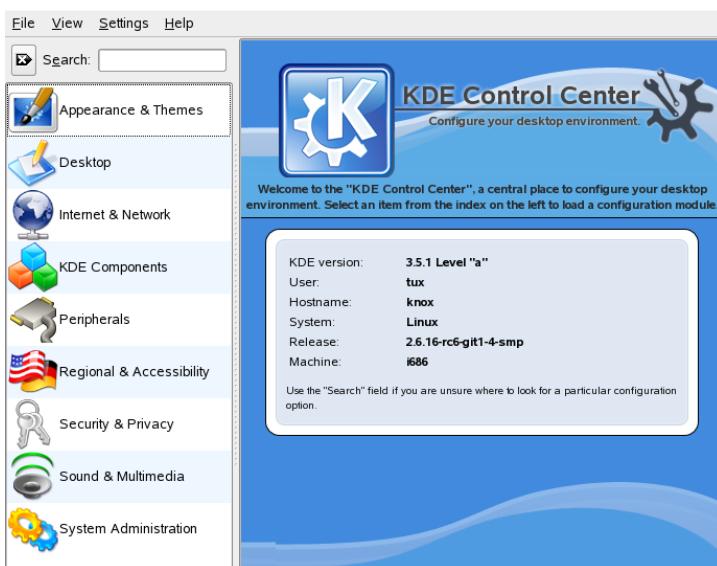 File View Settings Help
Search:
Appearance & Themes
Desktop
Internet & Network
KDE Components
Peripherals
Regional & Accessibility
Security & Privacy
Sound & Multimedia
System Administration
K
KDE Control Center
Configure your desktop environment.
Welcome to the "KDE Control Center", a central place to configure your desktop
environment. Select an item from the index on the left to load a configuration module
KDE version: 3.5.1 Level "a"
User: tux
Hostname: knox
System: Linux
Release: 2.6.16-rc6-git1-4-smp
Machine: i686
Use the "Search" field if you are unsure where to look for a particular configuration
option.